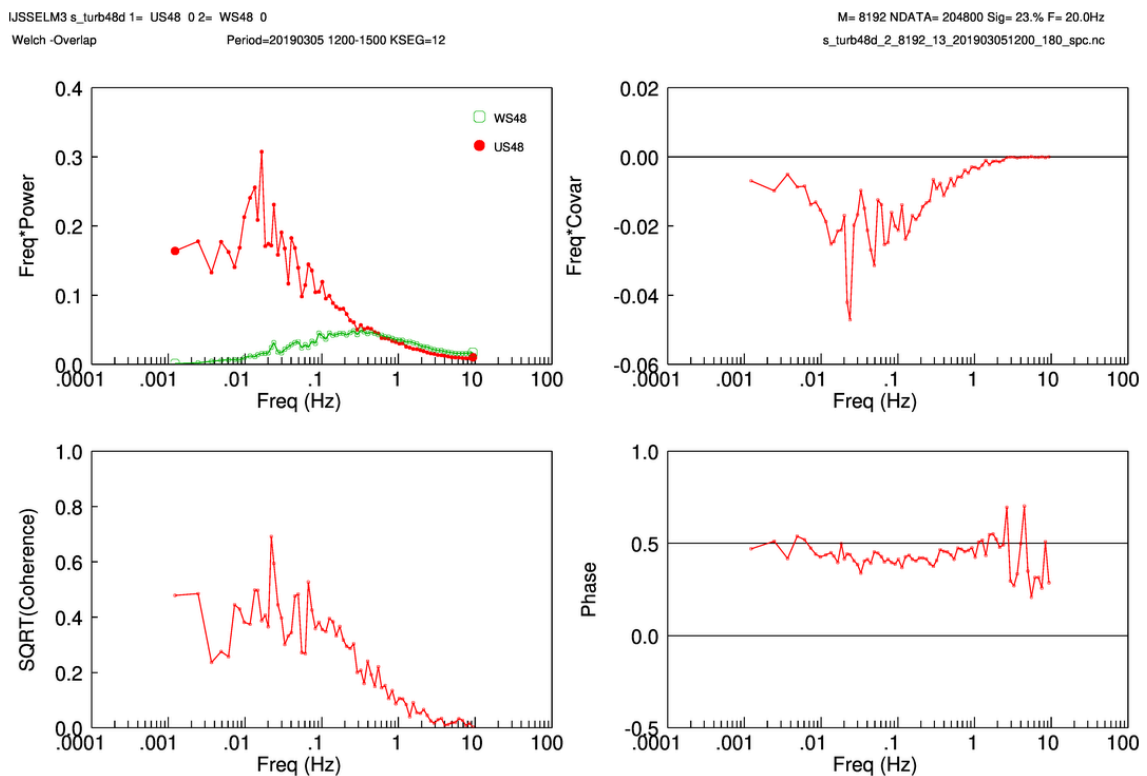 IJSSELM3 s_turb48d 1=  US48  0 2=  WS48  0
M= 8192 NDATA= 204800 Sig= 23.% F= 20.0Hz
Welch -Overlap
Period=20190305 1200-1500 KSEG=12
s_turb48d_2_8192_13_201903051200_180_spc.nc
Freq*Power
0.4
0.3
0.2
0.1
0.0
WS48
US48
.0001 .001 .01 .1 1 10 100
Freq (Hz)
Freq*Covar
0.02
0.00
-0.02
-0.04
-0.06
.0001 .001 .01 .1 1 10 100
Freq (Hz)
SQRT(Coherence)
1.0
0.8
0.6
0.4
0.2
0.0
.0001 .001 .01 .1 1 10 100
Freq (Hz)
Phase
1.0
0.5
0.0
-0.5
.0001 .001 .01 .1 1 10 100
Freq (Hz)